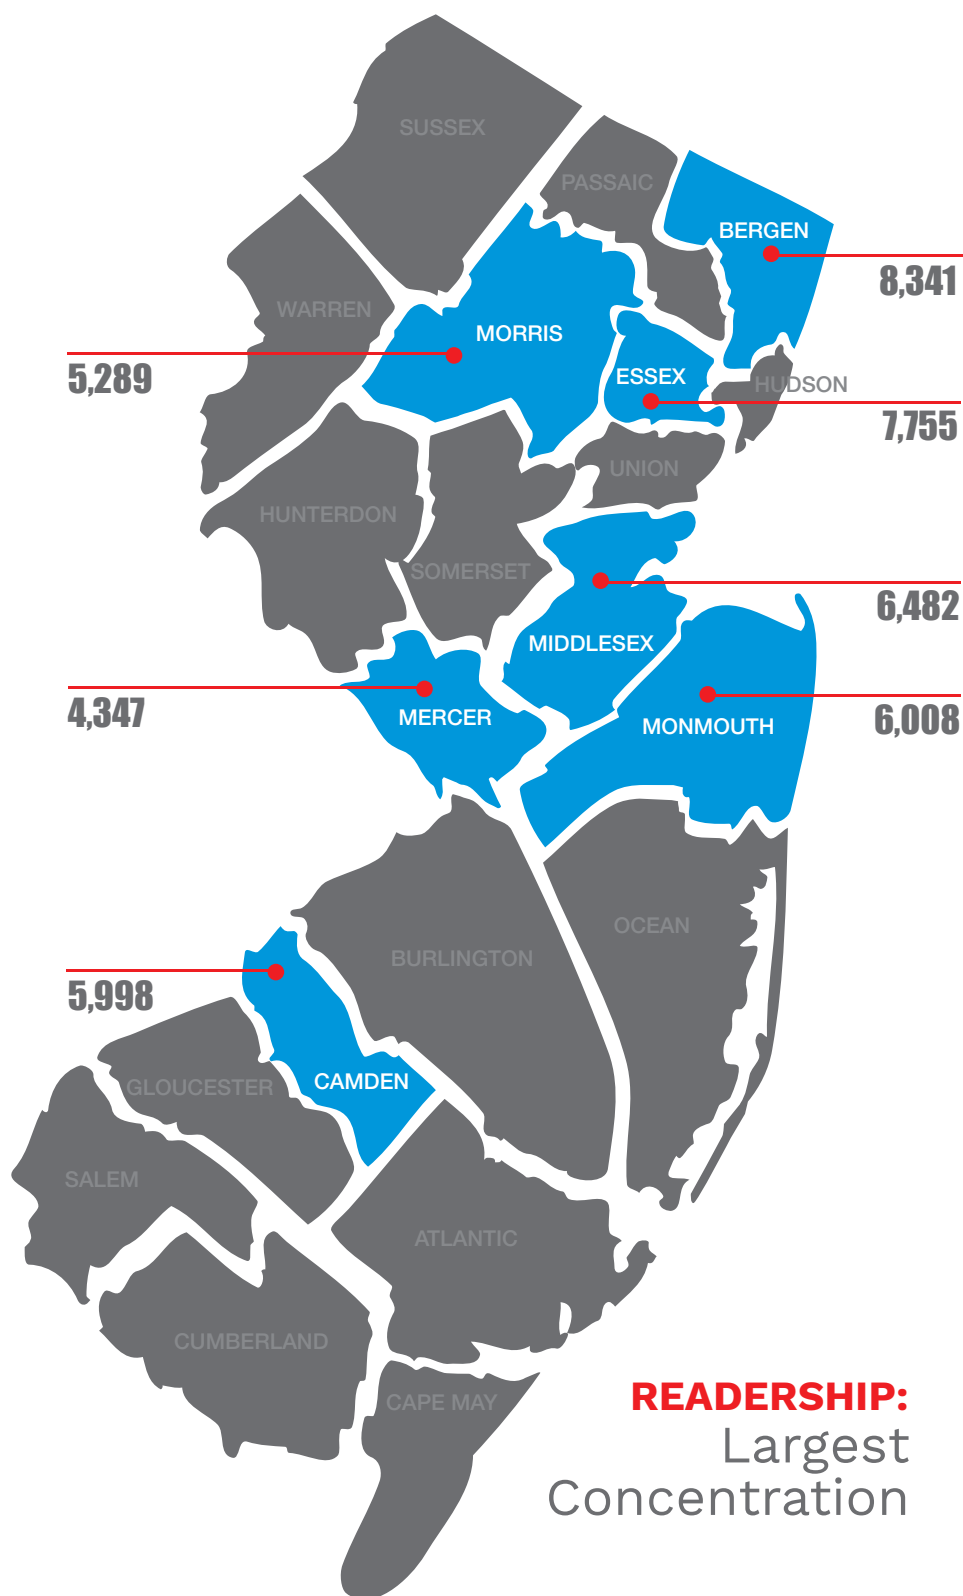 SUSSEX
PASSAIC
BERGEN
8,341
WARREN
MORRIS
5,289
ESSEX
HUDSON
7,755
UNION
HUNTERDON
SOMERSET
6,482
MIDDLESEX
4,347
MERCER
6,008
MONMOUTH
OCEAN
BURLINGTON
5,998
CAMDEN
GLOUCESTER
SALEM
ATLANTIC
CUMBERLAND
CAPE MAY
READERSHIP:
Largest
Concentration